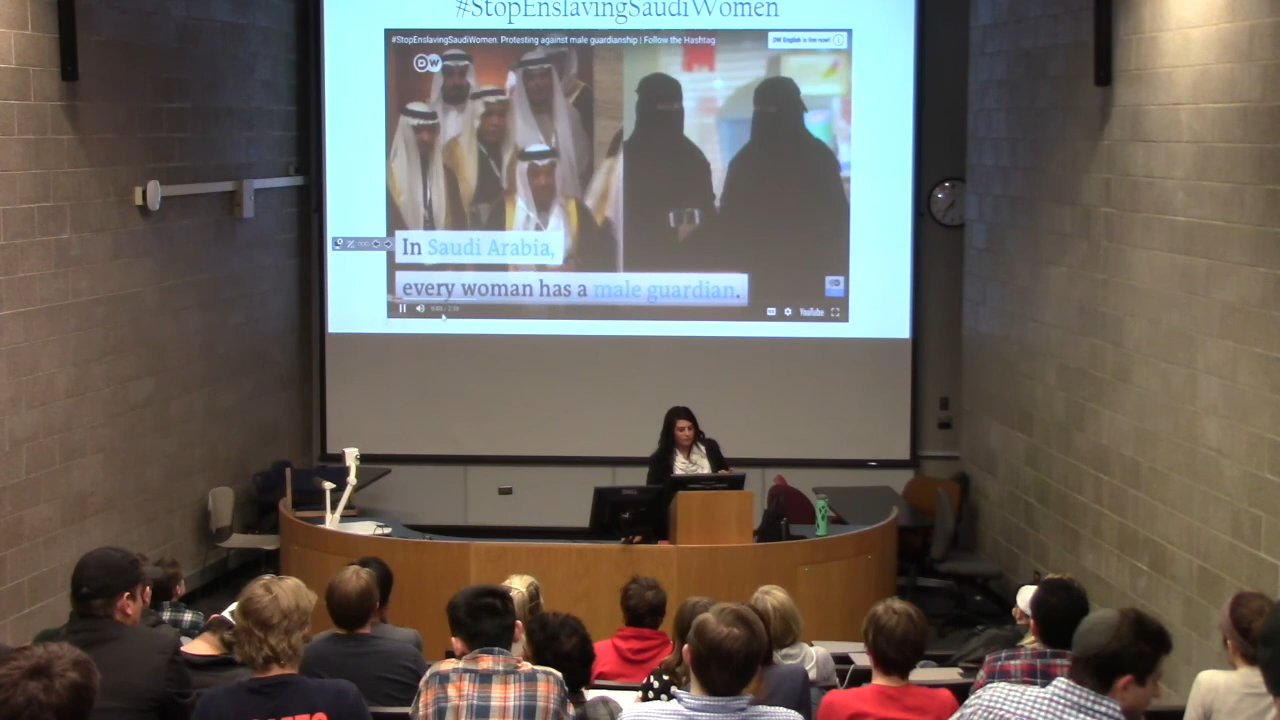 #StopEnslavingSaudiWomen
#StopEnslavingSaudiWomen: Protesting against male guardianship | Follow the Hashtag
DW English is live now!
DW
In Saudi Arabia,
every woman has a male guardian.
YouTube